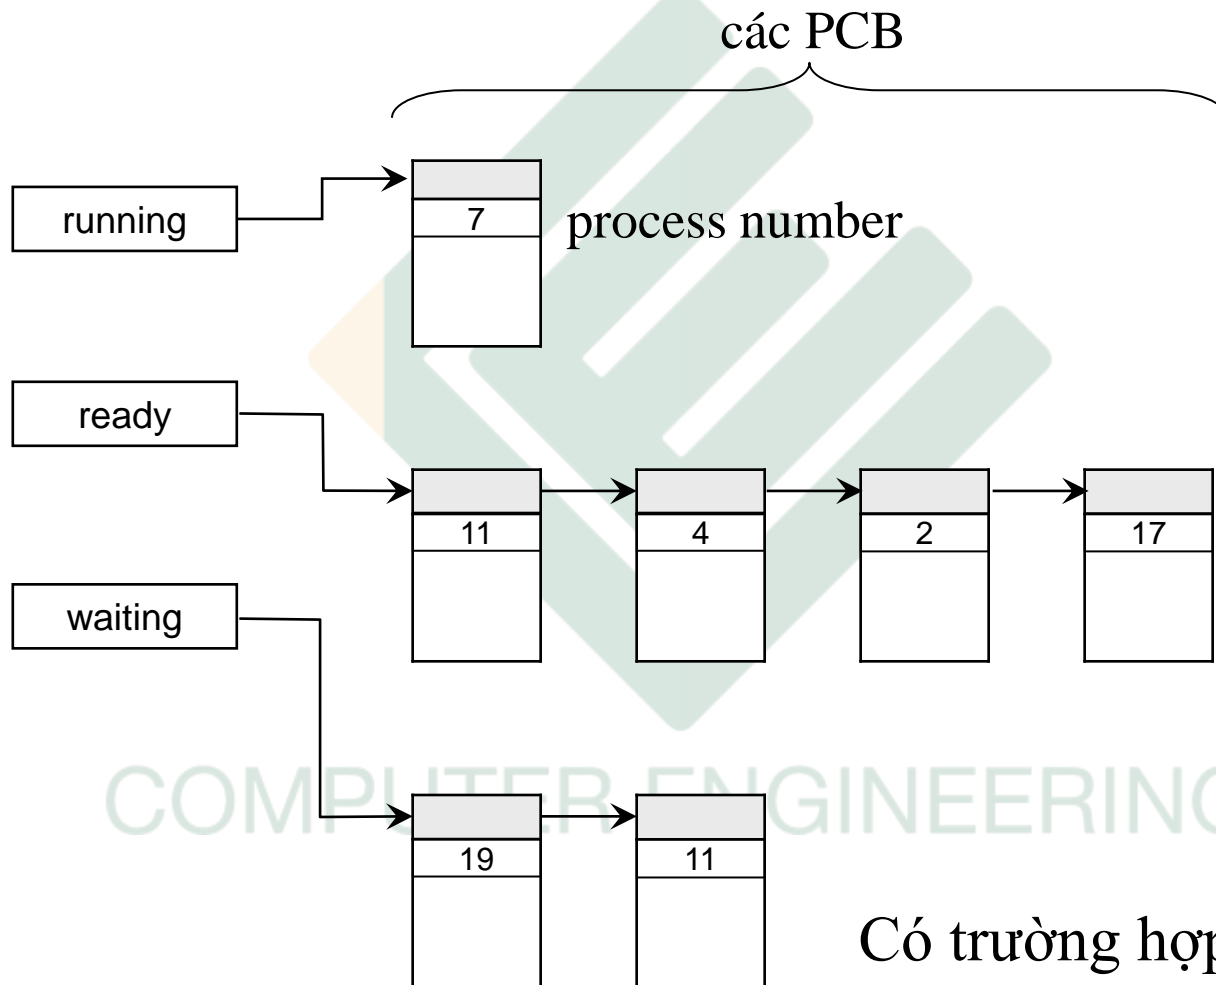 các PCB
running
7
process number
ready
11
4
2
17
waiting
COMPUTER ENGINEERING
19
11
Có trường hợp